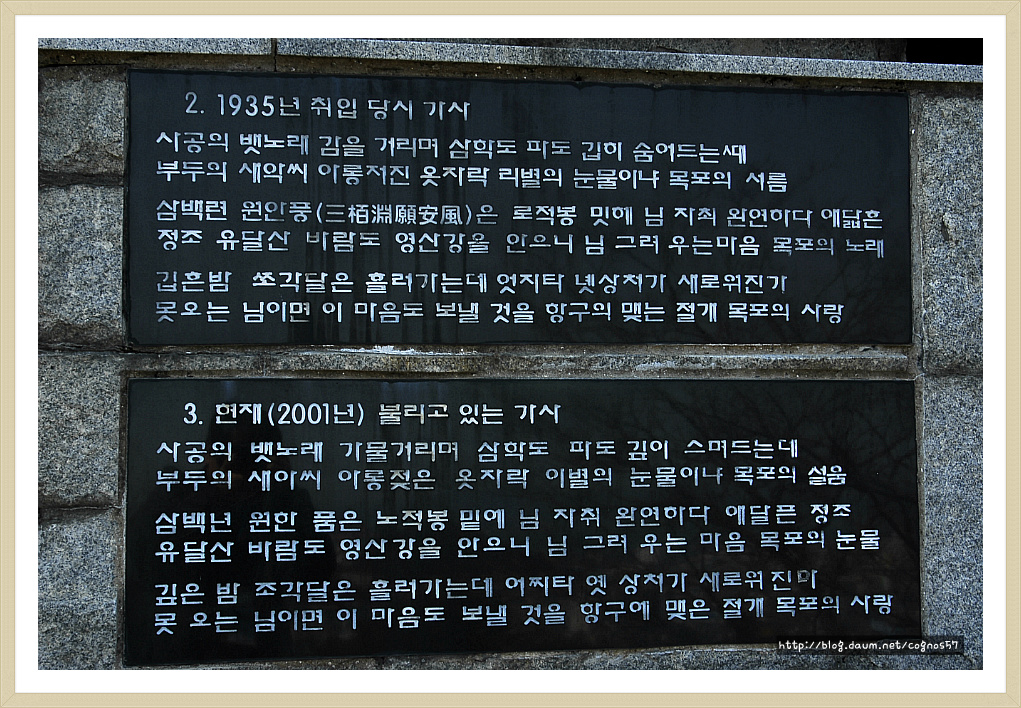 2. 1935년 취입 당시 가사
사공의 뱃노래 감을 거리며 삼학도 파도 깁히 숨어드는 때
부두의 새악씨 아롱저진 옷자락 리별의 눈물이냐 목포의 서름
삼백련 원안풍(三栢淵願安風)은 로적봉 밋헤 님 자최 완연하다 애닯흔
정조 유달산 바람도 영산강을 안으니 님 그려 우는마음 목포의 노래
깁흔밤 쪼각달은 흘러가는데 엇지타 녯상처가 새로워진가
못오는 님이면 이 마음도 보낼 것을 항구의 맺는 절개 목포의 사랑
3. 현재(2001년) 불리고 있는 가사
사공의 뱃노래 가물거리며 삼학도 파도 깊이 스며드는데
부두의 새아씨 아롱젖은 옷자락 이별의 눈물이냐 목포의 설움
삼백년 원한 품은 노적봉 밑에 님 자취 완연하다 애달픈 정조
유달산 바람도 영산강을 안으니 님 그려 우는 마음 목포의 눈물
깊은 밤 조각달은 흘러가는데 어찌타 옛 상처가 새로워진다
못 오는 님이면 이 마음도 보낼 것을 항구에 맺은 절개 목포의 사랑
http://blog.daum.net/cognos57